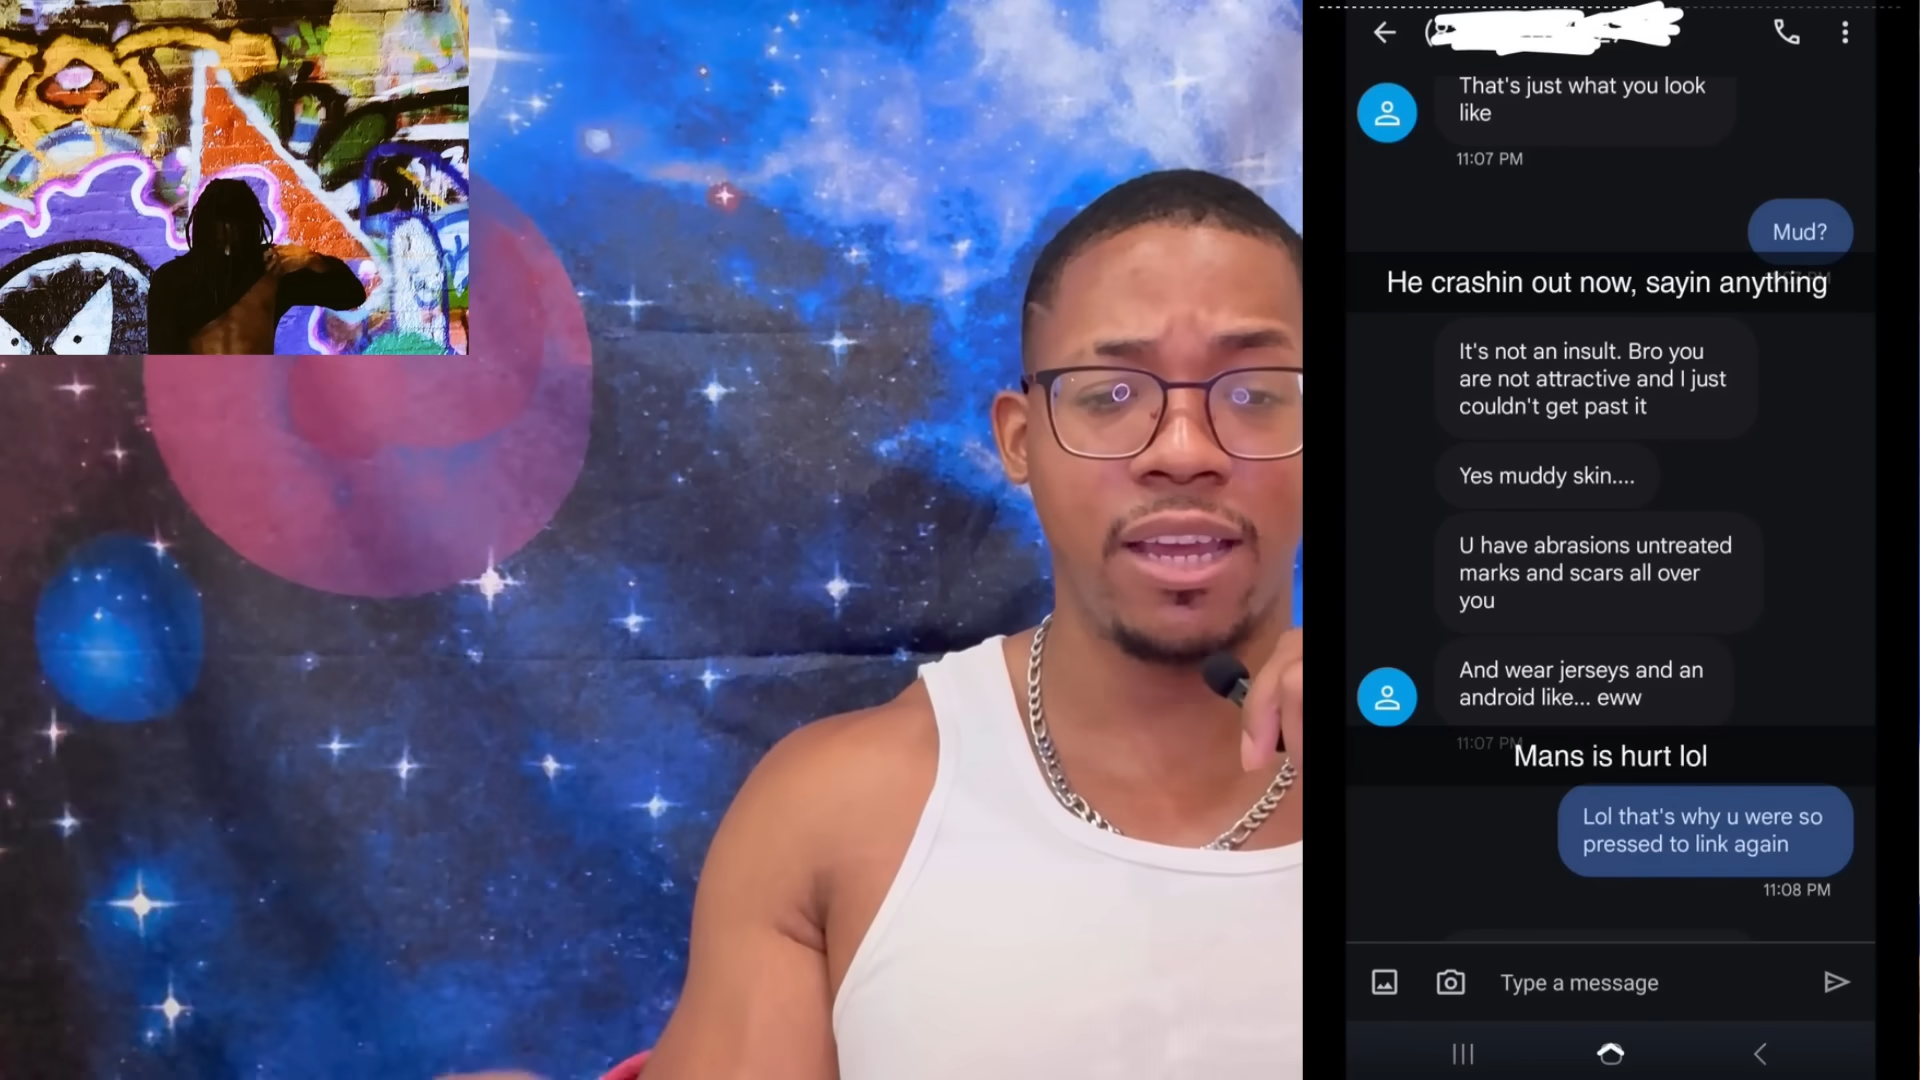 That's just what you look
like
11:07 PM
Mud?
He crashin out now, sayin anything
It's not an insult. Bro you
are not attractive and I just
couldn't get past it
Yes muddy skin....
U have abrasions untreated
marks and scars all over
you
And wear jerseys and an
android like... eww
11:07 PM
Mans is hurt lol
Lol that's why u were so
pressed to link again
11:08 PM
Type a message